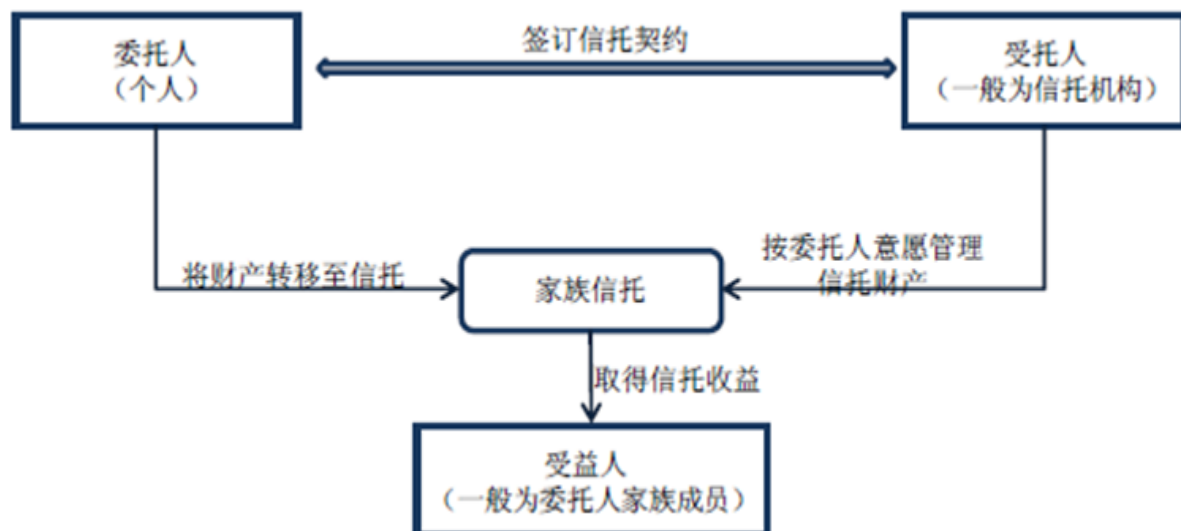 委托人
（个人）
签订信托契约
受托人
（一般为信托机构）
将财产转移至信托
家族信托
按委托人意愿管理
信托财产
取得信托收益
受益人
（一般为委托人家族成员）